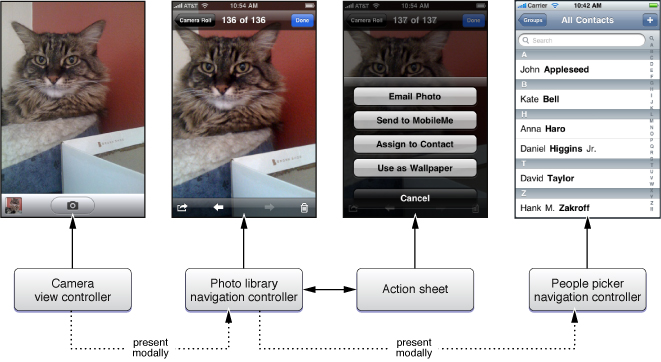 AT&T 10:54 AM
Camera Roll 136 of 136 Done
AT&T 10:54 AM
Camera Roll 137 of 137 Done
Email Photo
Send to MobileMe
Assign to Contact
Use as Wallpaper
Cancel
Carrier 10:42 AM
Groups All Contacts +
Search
A
John Appleseed
B
Kate Bell
H
Anna Haro
Daniel Higgins Jr.
T
David Taylor
Z
Hank M. Zakroff
Camera
view controller
Photo library
navigation controller
Action sheet
People picker
navigation controller
present
modally
present
modally